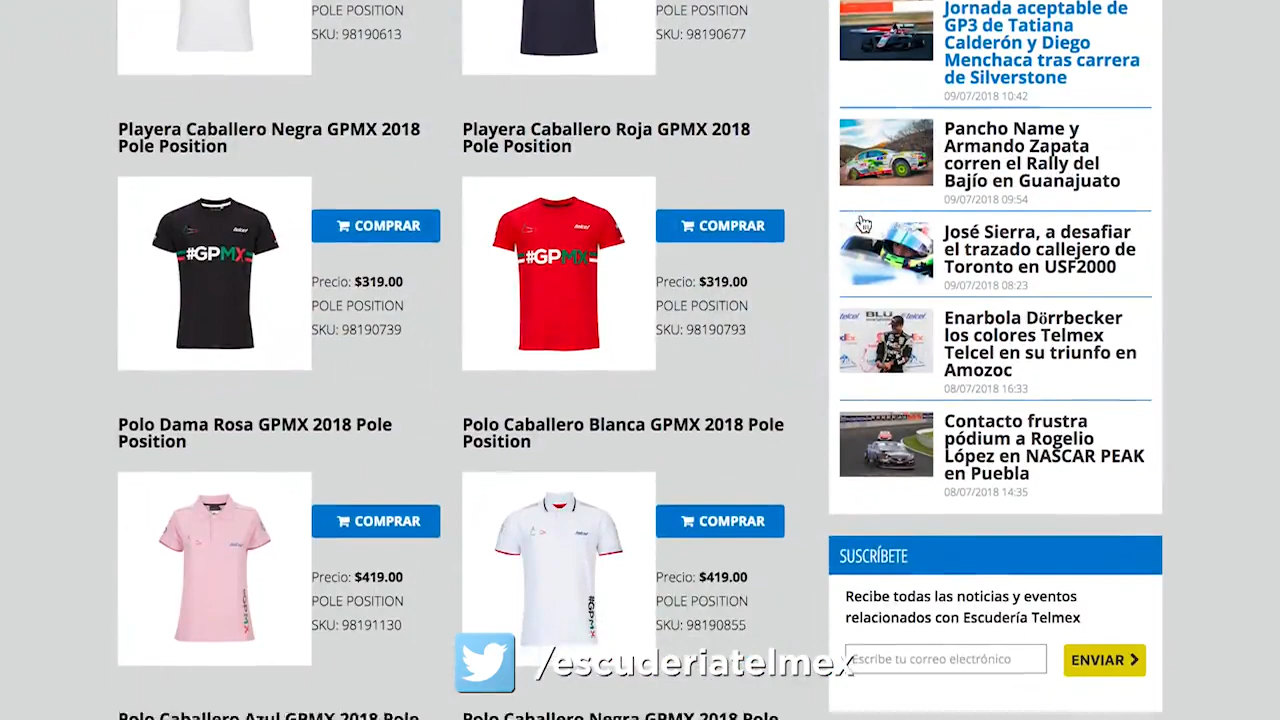 POLE POSITION
SKU: 98190613
POLE POSITION
SKU: 98190677
Playera Caballero Negra GPMX 2018
Pole Position
#GPMX
telcel
COMPRAR
Precio: $319.00
POLE POSITION
SKU: 98190739
Playera Caballero Roja GPMX 2018
Pole Position
#GPMX
telcel
COMPRAR
Precio: $319.00
POLE POSITION
SKU: 98190793
Polo Dama Rosa GPMX 2018 Pole
Position
COMPRAR
Precio: $419.00
POLE POSITION
SKU: 98191130
Polo Caballero Blanca GPMX 2018 Pole
Position
telcel
#GPMX
COMPRAR
Precio: $419.00
POLE POSITION
SKU: 98190855
Polo Caballero Azul GPMX 2018 Pole
Polo Caballero Negra GPMX 2018 Pole
Jornada aceptable de
GP3 de Tatiana
Calderón y Diego
Menchaca tras carrera
de Silverstone
09/07/2018 10:42
Pancho Name y
Armando Zapata
corren el Rally del
Bajío en Guanajuato
09/07/2018 09:54
José Sierra, a desafiar
el trazado callejero de
Toronto en USF2000
09/07/2018 08:23
Enarbola Dörrbecker
los colores Telmex
Telcel en su triunfo en
Amozoc
08/07/2018 16:33
Contacto frustra
pódium a Rogelio
López en NASCAR PEAK
en Puebla
08/07/2018 14:35
SUSCRÍBETE
Recibe todas las noticias y eventos
relacionados con Escudería Telmex
Escribe tu correo electrónico
ENVIAR
/escuderiatelmex